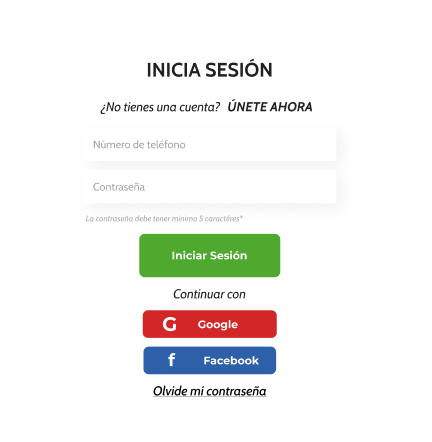 INICIA SESIÓN
¿No tienes una cuenta? ÚNETE AHORA
Número de teléfono
Contraseña
La contraseña debe tener mínimo 5 caractéres*
Iniciar Sesión
Continuar con
G Google
f Facebook
Olvide mi contraseña